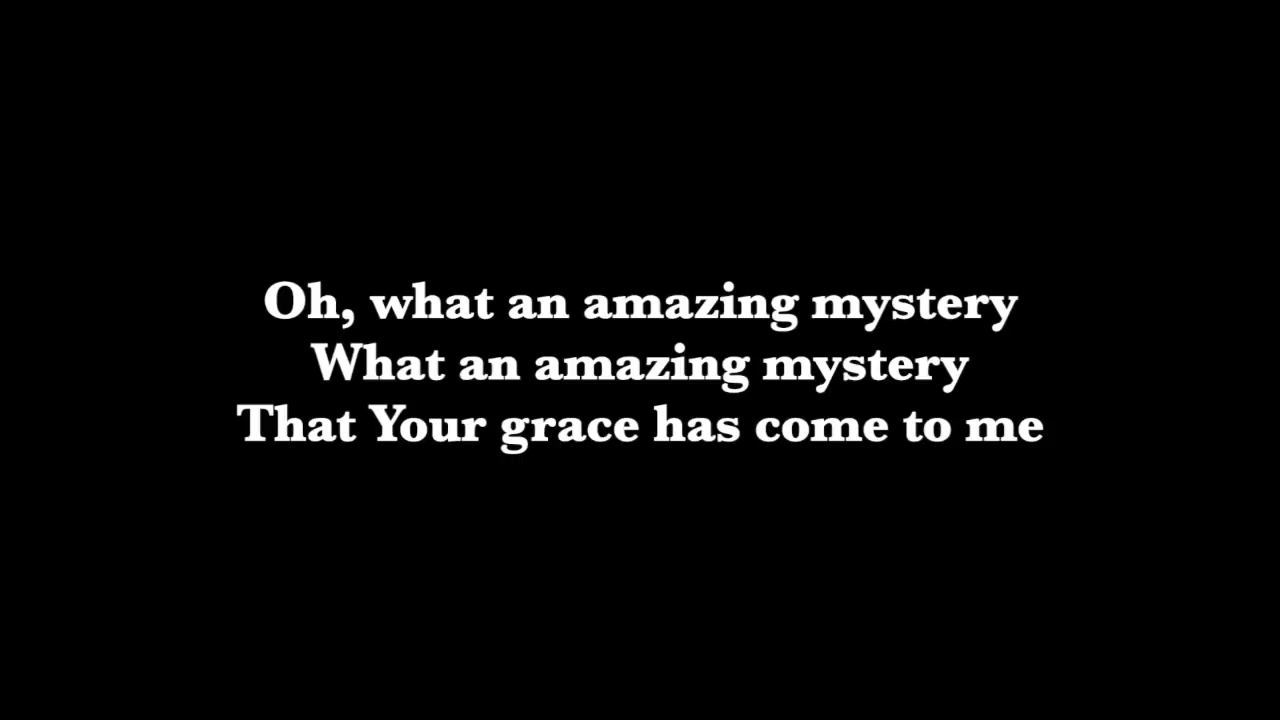 Oh, what an amazing mystery
What an amazing mystery
That Your grace has come to me